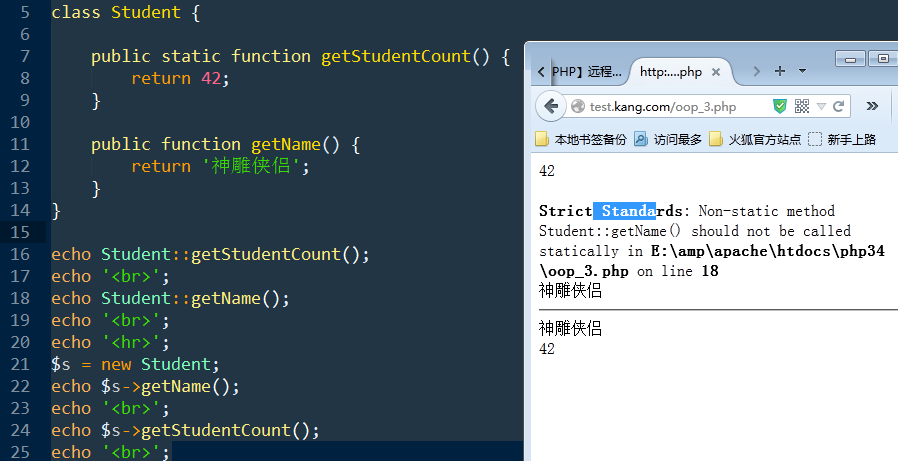 5 class Student {
6
7     public static function getStudentCount() {
8         return 42;
9     }
10
11     public function getName() {
12         return '神雕侠侣';
13     }
14 }
15
16 echo Student::getStudentCount();
17 echo '<br>';
18 echo Student::getName();
19 echo '<br>';
20 echo '<hr>';
21 $s = new Student;
22 echo $s->getName();
23 echo '<br>';
24 echo $s->getStudentCount();
25 echo '<br>';
PHP】远程... http:....php
test.kang.com/oop_3.php
本地书签备份 访问最多 火狐官方站点 新手上路
42
Strict Standards: Non-static method
Student::getName() should not be called
statically in E:\amp\apache\htdocs\php34
\oop_3.php on line 18
神雕侠侣
神雕侠侣
42